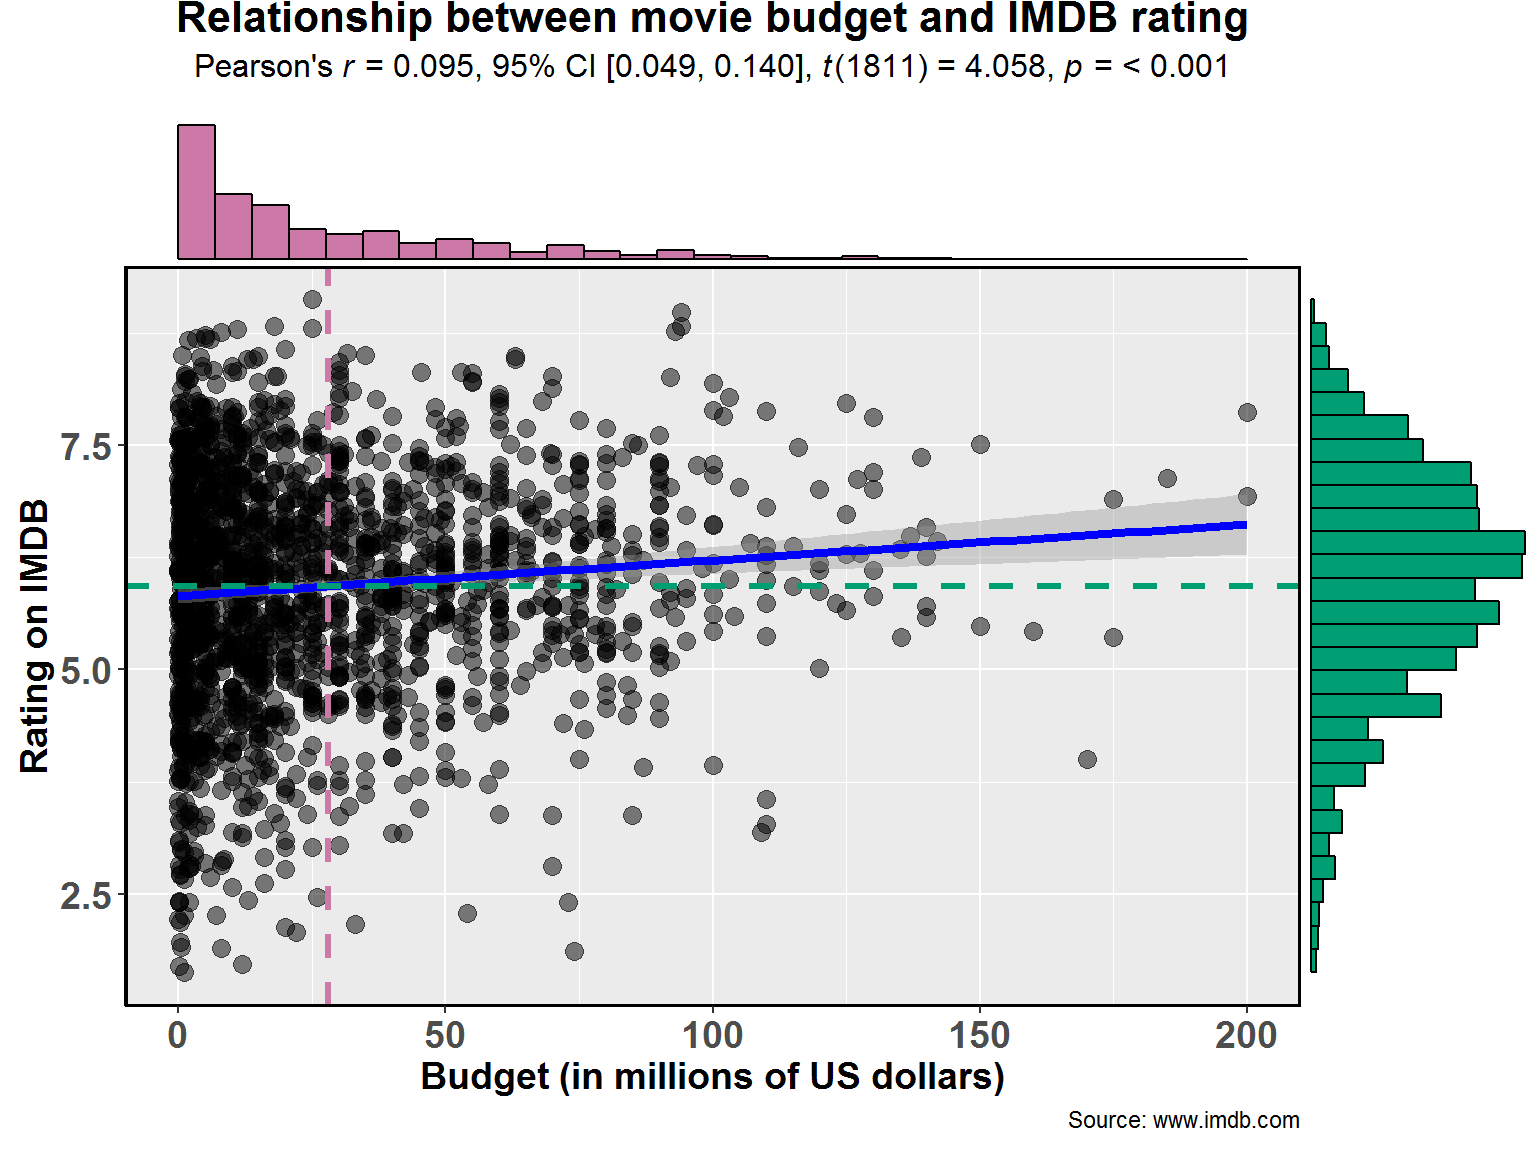 Relationship between movie budget and IMDB rating
Pearson's r = 0.095, 95% CI [0.049, 0.140], t(1811) = 4.058, p = < 0.001
7.5
5.0
2.5
Rating on IMDB
0 50 100 150 200
Budget (in millions of US dollars)
Source: www.imdb.com